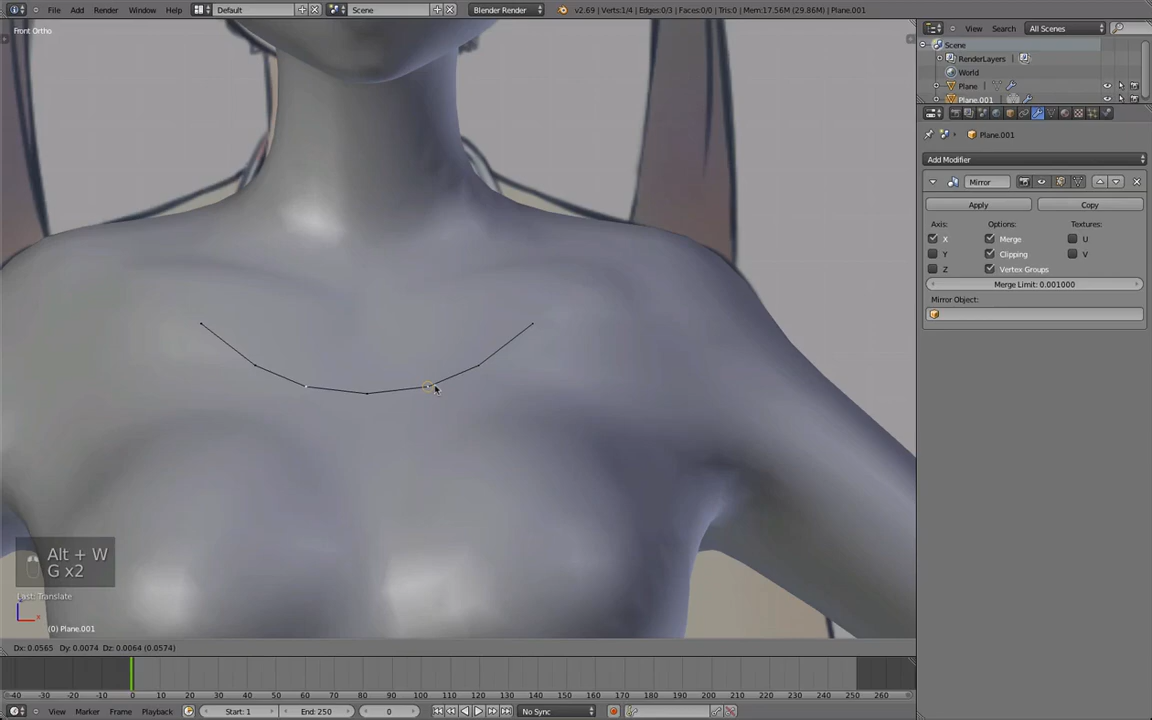 File Add Render Window Help Default Scene Blender Render v2.69 | Verts:1/4 | Edges:0/3 | Faces:0/0 | Tris:0 | Mem:17.56M (29.86M) | Plane.001
Front Ortho
View Search All Scenes
Scene
RenderLayers
World
Plane
Plane.001
Plane.001
Add Modifier
Mirror
Apply Copy
Axis: Options: Textures:
X Merge U
Y Clipping V
Z Vertex Groups
Merge Limit: 0.001000
Mirror Object:
Alt + W
G x2
Last: Translate
(0) Plane.001
Dx: 0.0565 Dy: 0.0074 Dz: 0.0064 (0.0574)
-40 -30 -20 -10 0 10 20 30 40 50 60 70 80 90 100 110 120 130 140 150 160 170 180 190 200 210 220 230 240 250 260
View Marker Frame Playback Start: 1 End: 250 0 No Sync